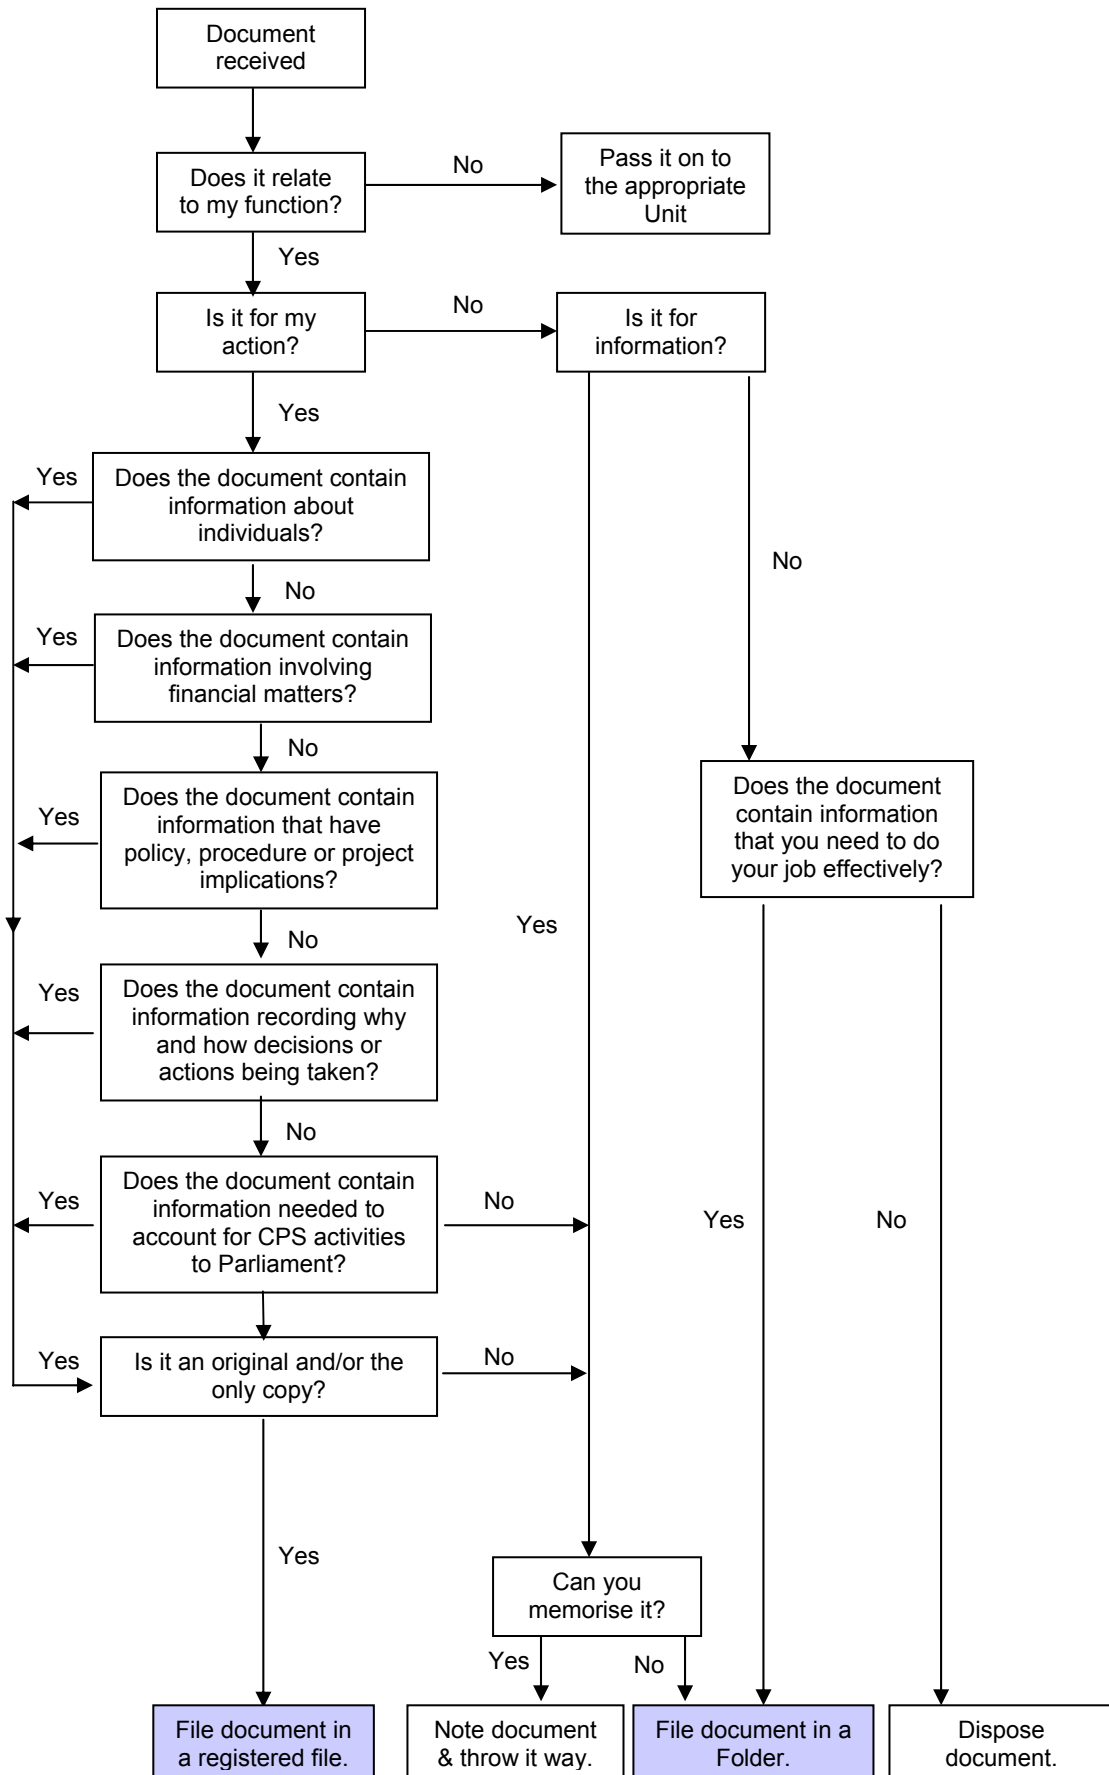 Document
received
Does it relate
to my function?
No
Pass it on to
the appropriate
Unit
Yes
Is it for my
action?
No
Is it for
information?
Yes
Yes
Does the document contain
information about
individuals?
No
No
Yes
Does the document contain
information involving
financial matters?
No
Yes
Does the document contain
information that have
policy, procedure or project
implications?
Does the document
contain information
that you need to do
your job effectively?
Yes
No
Yes
Does the document contain
information recording why
and how decisions or
actions being taken?
No
Yes
Does the document contain
information needed to
account for CPS activities
to Parliament?
No
Yes
No
Yes
Is it an original and/or the
only copy?
No
Yes
Can you
memorise it?
Yes
No
File document in
a registered file.
Note document
& throw it way.
File document in a
Folder.
Dispose
document.